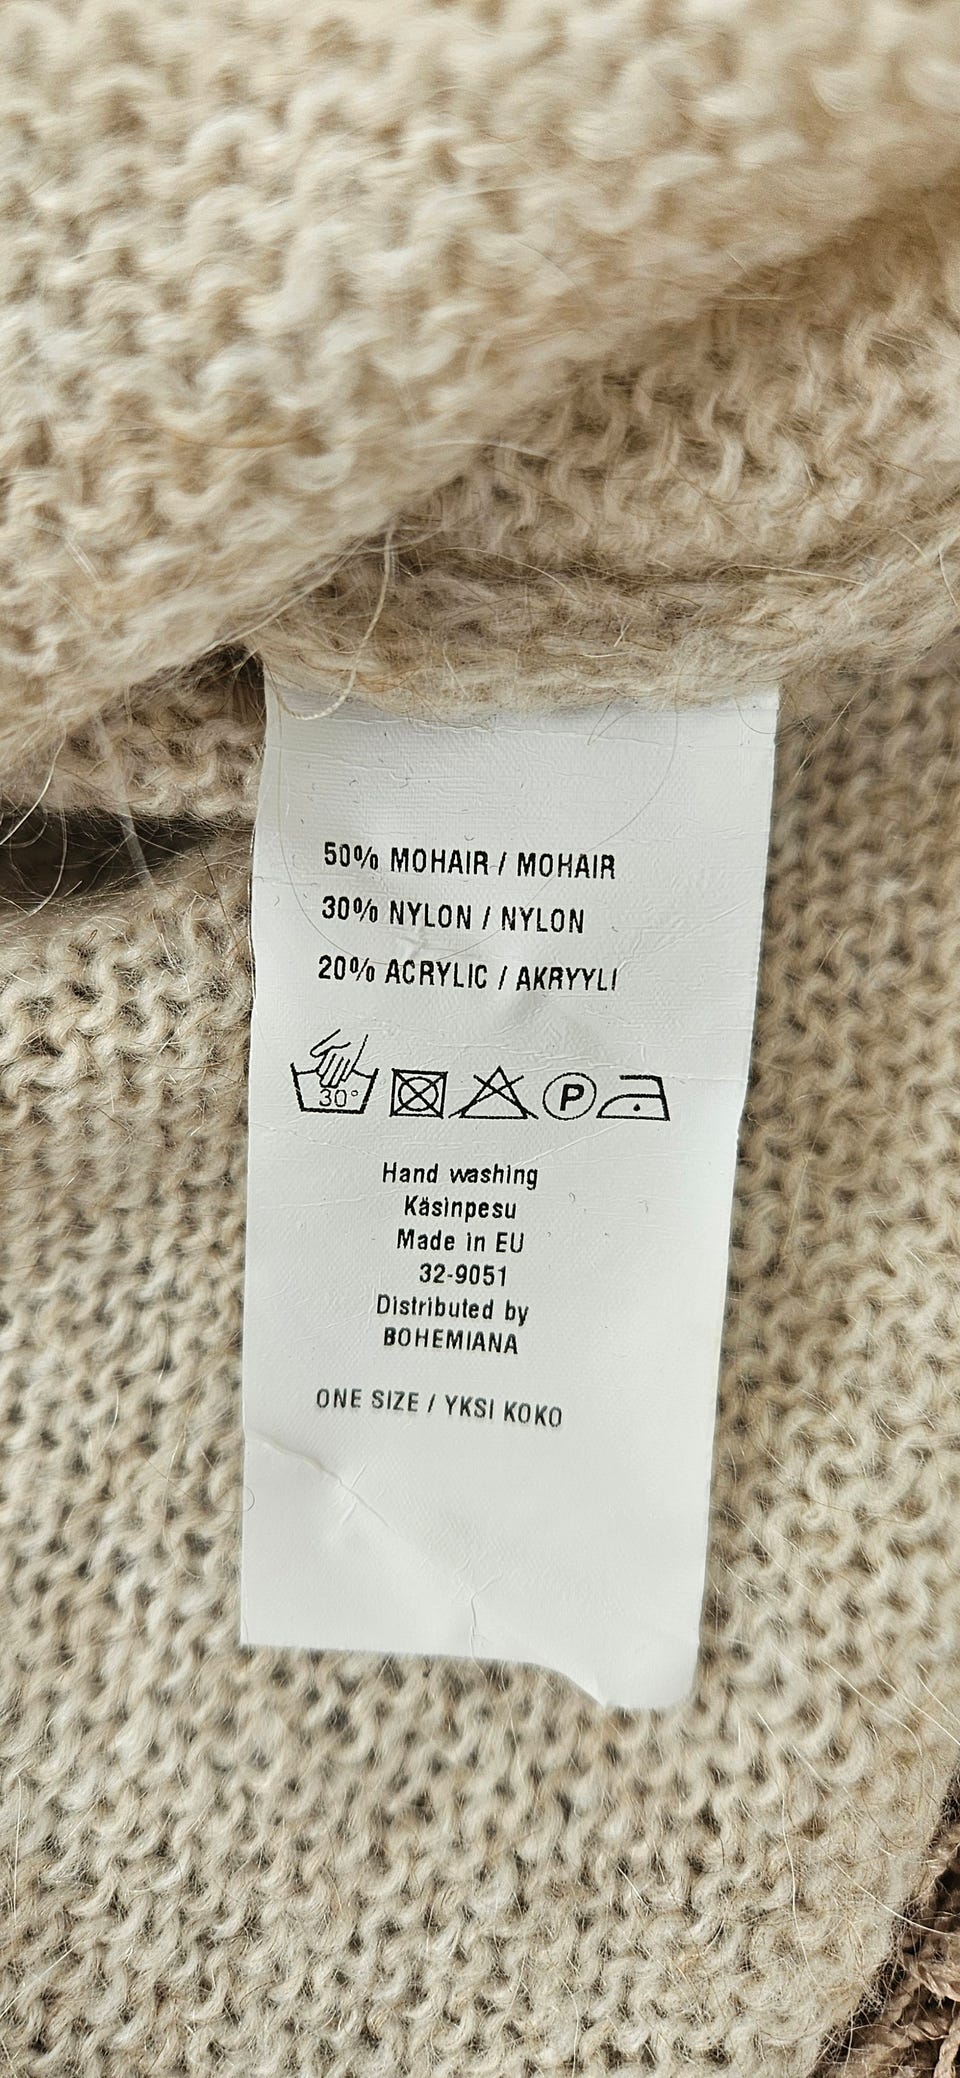 50% MOHAIR / MOHAIR
30% NYLON / NYLON
20% ACRYLIC / AKRYYLI
30° P
Hand washing
Käsinpesu
Made in EU
32-9051
Distributed by
BOHEMIANA
ONE SIZE / YKSI KOKO